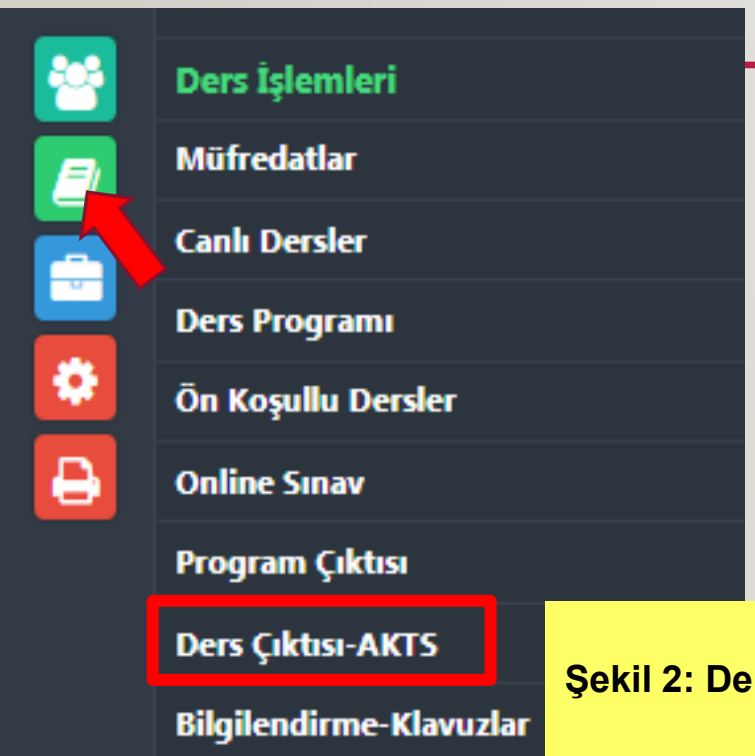 Ders İşlemleri
Müfredatlar
Canlı Dersler
Ders Programı
Ön Koşullu Dersler
Online Sınav
Program Çıktısı
Ders Çıktısı-AKTS
Şekil 2: De
Bilgilendirme-Klavuzlar